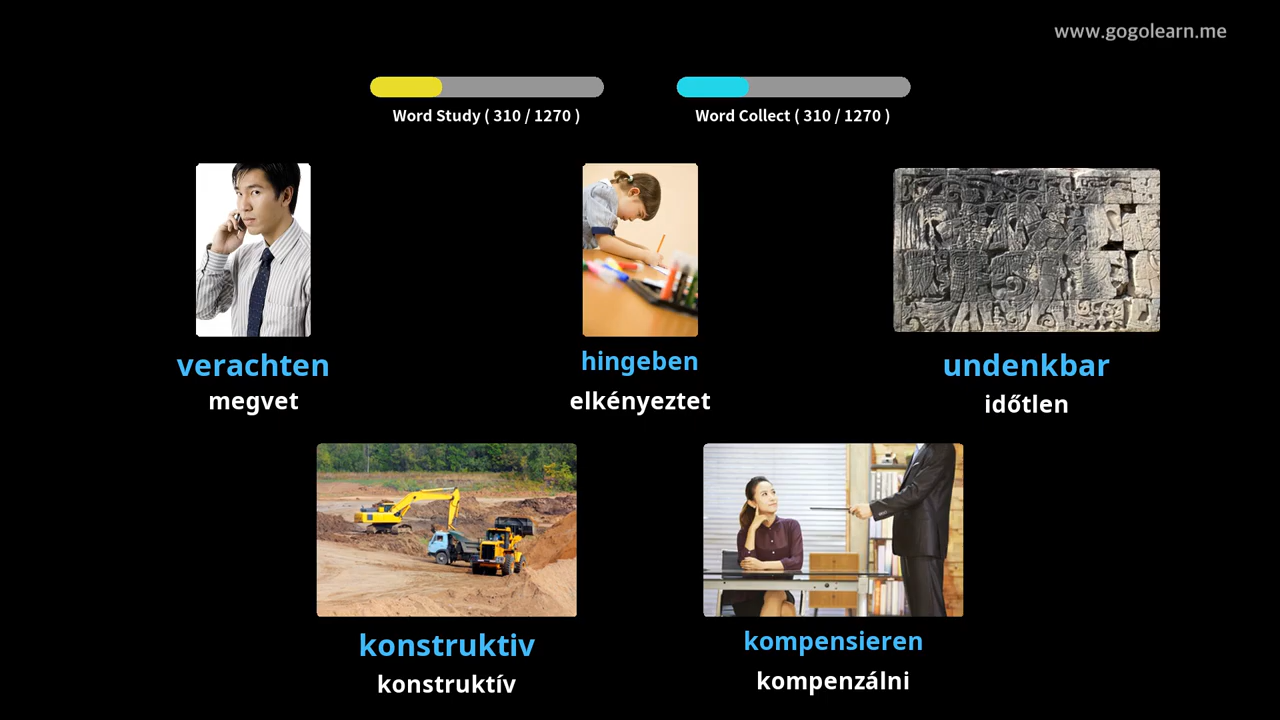 www.gogolearn.me
Word Study ( 310 / 1270 )
Word Collect ( 310 / 1270 )
verachten
megvet
hingeben
elkényeztet
undenkbar
időtlen
konstruktiv
konstruktív
kompensieren
kompenzálni